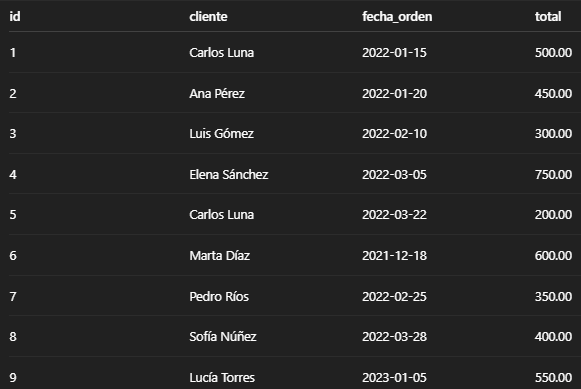 id cliente fecha_orden total
1 Carlos Luna 2022-01-15 500.00
2 Ana Pérez 2022-01-20 450.00
3 Luis Gómez 2022-02-10 300.00
4 Elena Sánchez 2022-03-05 750.00
5 Carlos Luna 2022-03-22 200.00
6 Marta Díaz 2021-12-18 600.00
7 Pedro Ríos 2022-02-25 350.00
8 Sofía Núñez 2022-03-28 400.00
9 Lucía Torres 2023-01-05 550.00